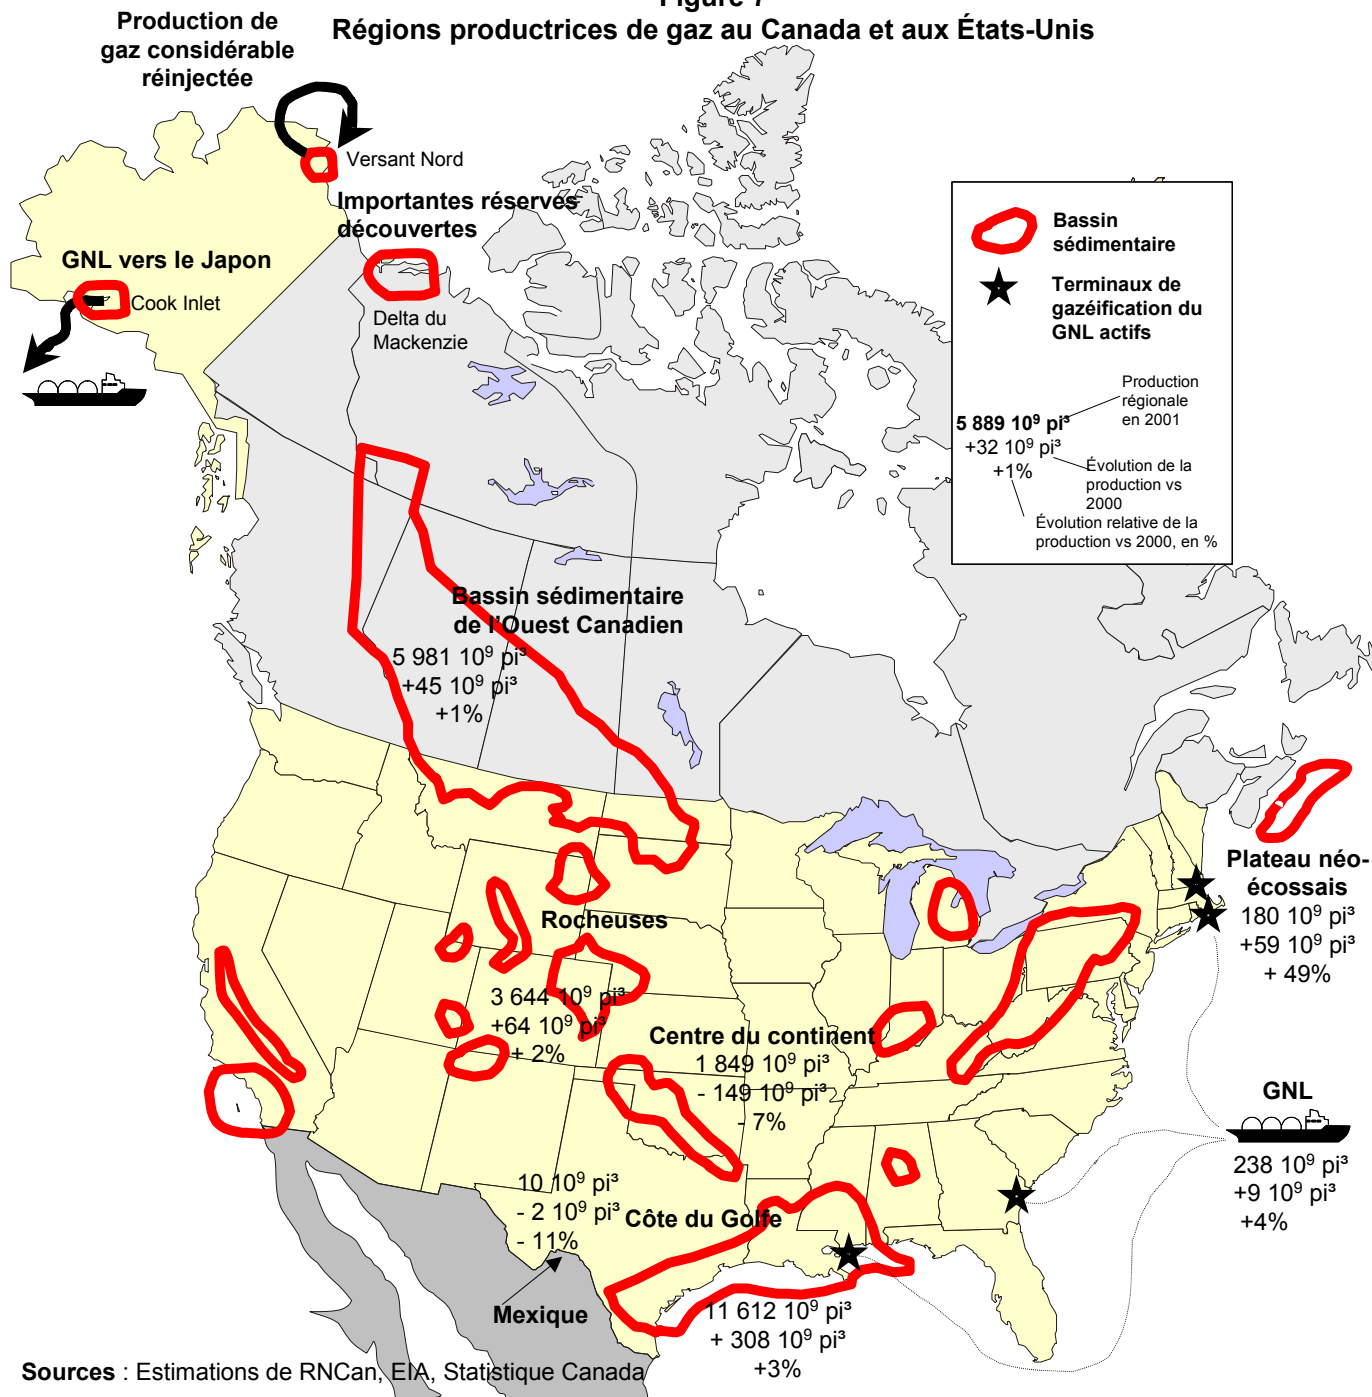 Figure 7
Régions productrices de gaz au Canada et aux États-Unis
Production de
gaz considérable
réinjectée
Versant Nord
Importantes réserves
découvertes
GNL vers le Japon
Cook Inlet
Delta du
Mackenzie
Bassin
sédimentaire
Terminaux de
gazéification du
GNL actifs
Production
régionale
en 2001
5 889 10⁹ pi³
+32 10⁹ pi³
+1%
Évolution de la
production vs
2000
Évolution relative de la
production vs 2000, en %
Bassin sédimentaire
de l'Ouest Canadien
5 981 10⁹ pi³
+45 10⁹ pi³
+1%
Plateau néo-
écossais
180 10⁹ pi³
+59 10⁹ pi³
+ 49%
Rocheuses
3 644 10⁹ pi³
+64 10⁹ pi³
+ 2%
Centre du continent
1 849 10⁹ pi³
- 149 10⁹ pi³
- 7%
GNL
238 10⁹ pi³
+9 10⁹ pi³
+4%
10 10⁹ pi³
- 2 10⁹ pi³
- 11%
Côte du Golfe
Mexique
11 612 10⁹ pi³
+ 308 10⁹ pi³
+3%
Sources : Estimations de RNCan, EIA, Statistique Canada